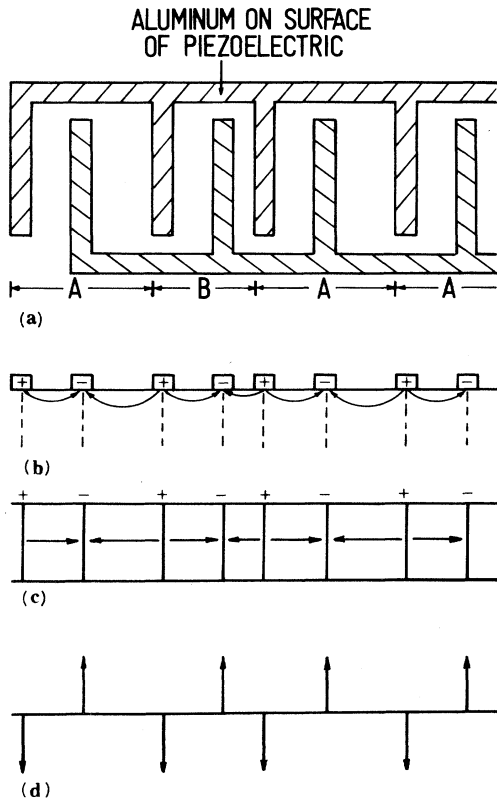 ALUMINUM ON SURFACE
OF PIEZOELECTRIC
A B A A
(a)
+ − + − + − + −
(b)
+ − + − + − + −
(c)
(d)